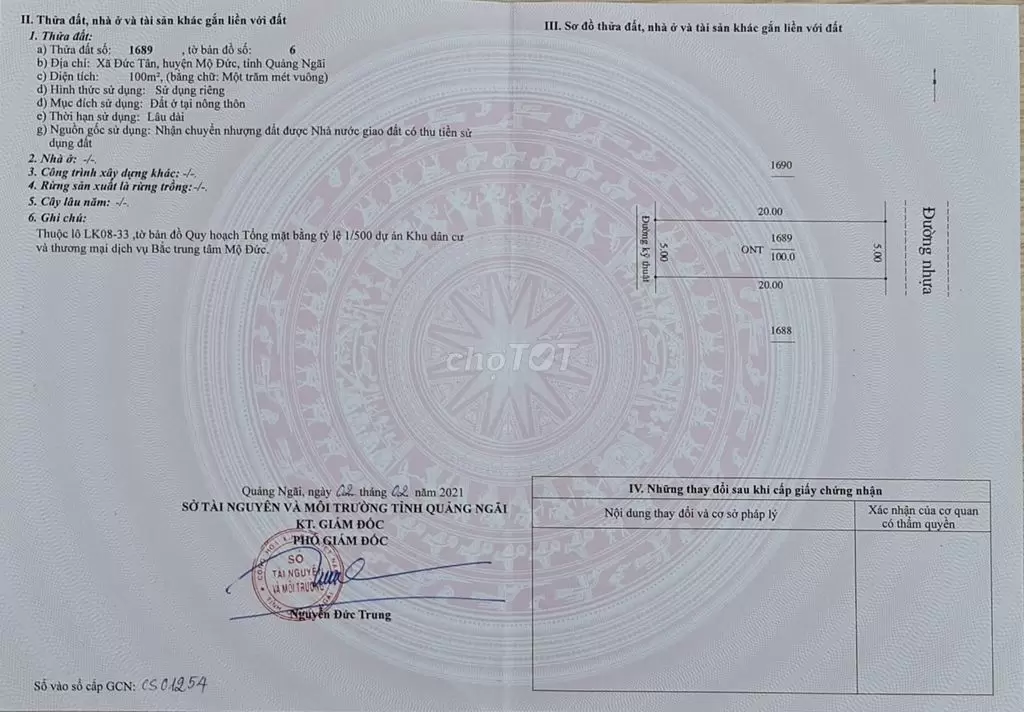 II. Thửa đất, nhà ở và tài sản khác gắn liền với đất
1. Thửa đất:
a) Thửa đất số: 1689 , tờ bản đồ số: 6
b) Địa chỉ: Xã Đức Tân, huyện Mộ Đức, tỉnh Quảng Ngãi
c) Diện tích: 100m², (bằng chữ: Một trăm mét vuông)
d) Hình thức sử dụng: Sử dụng riêng
đ) Mục đích sử dụng: Đất ở tại nông thôn
e) Thời hạn sử dụng: Lâu dài
g) Nguồn gốc sử dụng: Nhận chuyển nhượng đất được Nhà nước giao đất có thu tiền sử
dụng đất
2. Nhà ở: -/-.
3. Công trình xây dựng khác: -/-.
4. Rừng sản xuất là rừng trồng:-/-.
5. Cây lâu năm: -/-.
6. Ghi chú:
Thuộc lô LK08-33 ,tờ bản đồ Quy hoạch Tổng mặt bằng tỷ lệ 1/500 dự án Khu dân cư
và thương mại dịch vụ Bắc trung tâm Mộ Đức.
Quảng Ngãi, ngày 02 tháng 02 năm 2021
SỞ TÀI NGUYÊN VÀ MÔI TRƯỜNG TỈNH QUẢNG NGÃI
KT. GIÁM ĐỐC
PHÓ GIÁM ĐỐC
SỞ
TÀI NGUYÊN
VÀ MÔI TRƯỜNG
Nguyễn Đức Trung
Số vào sổ cấp GCN: CS01254
III. Sơ đồ thửa đất, nhà ở và tài sản khác gắn liền với đất
1690
20.00
Đường kỹ thuật
5.00
ONT
1689
100.0
5.00
Đường nhựa
20.00
1688
chợTỐT
IV. Những thay đổi sau khi cấp giấy chứng nhận
Nội dung thay đổi và cơ sở pháp lý
Xác nhận của cơ quan
có thẩm quyền